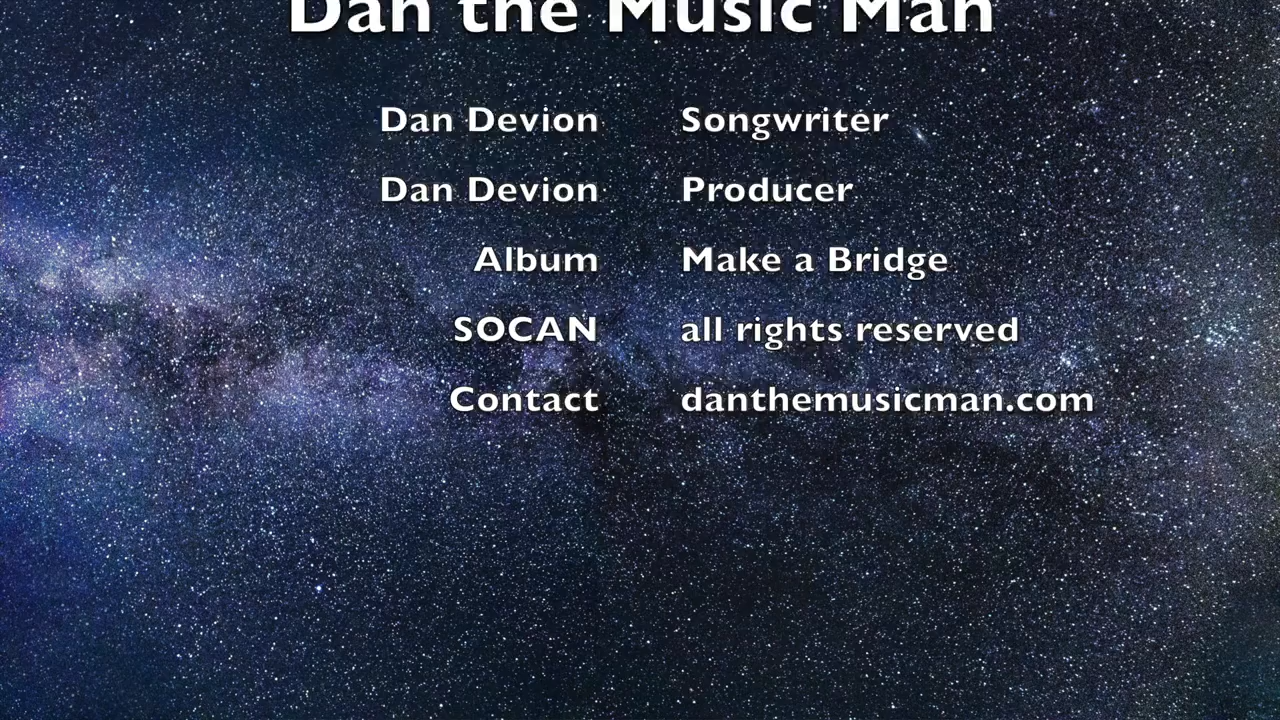 Dan the Music Man
Dan Devion Songwriter
Dan Devion Producer
Album Make a Bridge
SOCAN all rights reserved
Contact danthemusicman.com